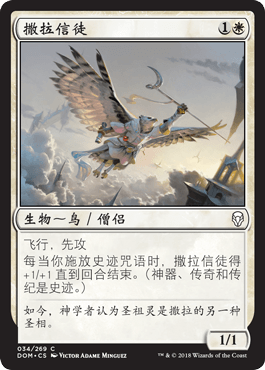 撒拉信徒 1
生物～鸟／僧侣
飞行，先攻
每当你施放史迹咒语时，撒拉信徒得
+1/+1直到回合结束。（神器、传奇和传
纪是史迹。）
如今，神学者认为圣祖灵是撒拉的另一种
圣相。
1/1
034/269 C
DOM • CS VICTOR ADAME MINGUEZ
™ & © 2018 Wizards of the Coast